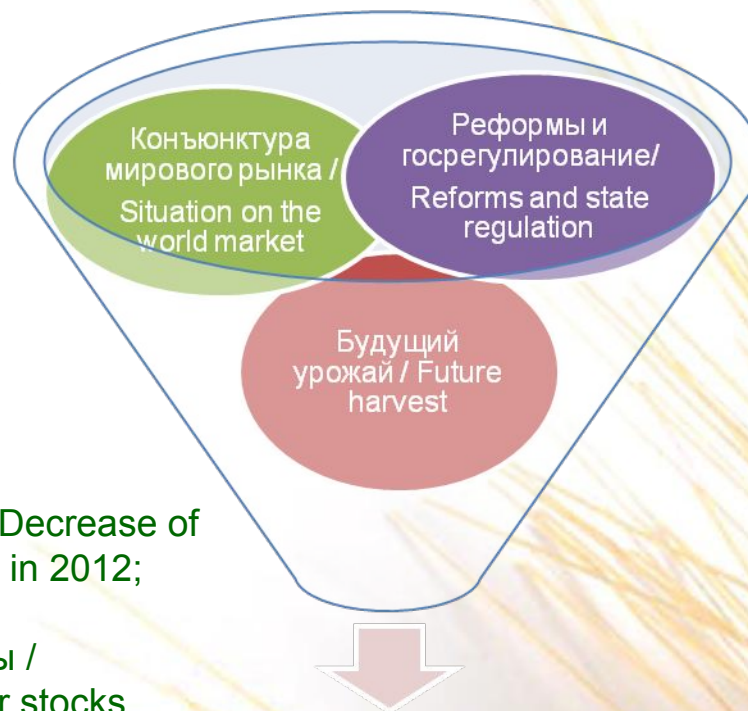 Конъюнктура
мирового рынка /
Situation on the
world market
Реформы и
госрегулирование/
Reforms and state
regulation
Будущий
урожай / Future
harvest
Decrease of
in 2012;
ы /
r stocks